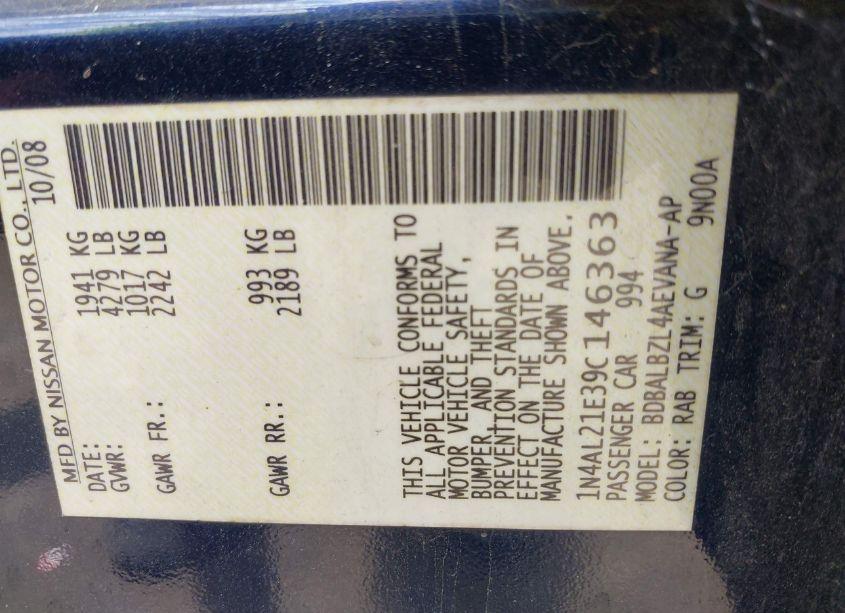 MFD BY NISSAN MOTOR CO., LTD.
DATE: 10/08
GVWR: 1941 KG
4279 LB
GAWR FR.: 1017 KG
2242 LB
GAWR RR.: 993 KG
2189 LB
THIS VEHICLE CONFORMS TO
ALL APPLICABLE FEDERAL
MOTOR VEHICLE SAFETY,
BUMPER, AND THEFT
PREVENTION STANDARDS IN
EFFECT ON THE DATE OF
MANUFACTURE SHOWN ABOVE.
1N4AL21E39C146363
PASSENGER CAR 994
MODEL: BDBALBZL4AEVANA-AP
COLOR: RAB TRIM: G 9N00A